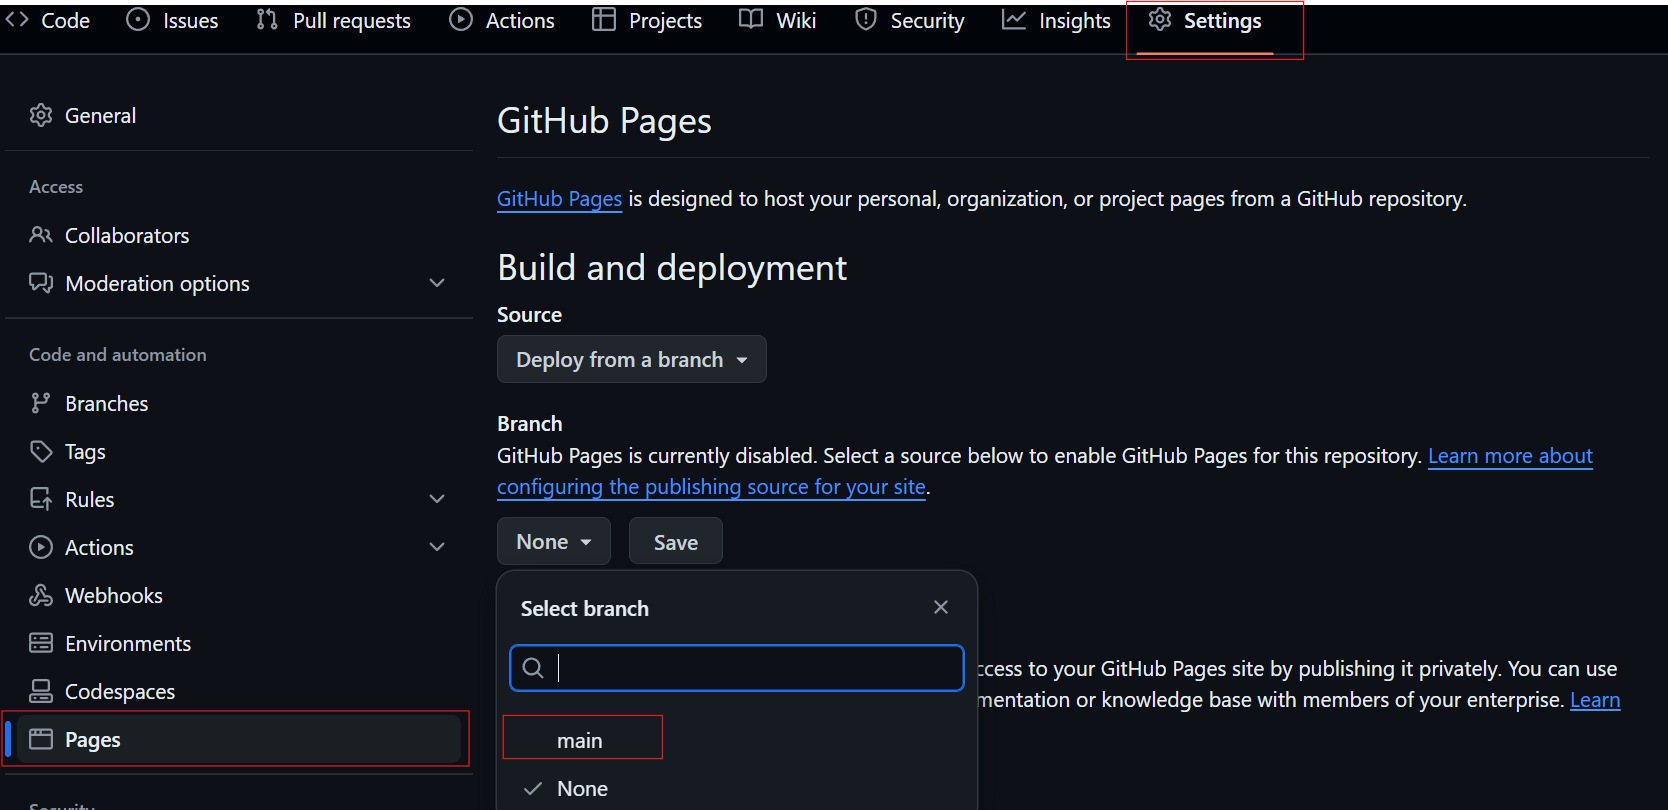 Code Issues Pull requests Actions Projects Wiki Security Insights Settings
General
Access
Collaborators
Moderation options
Code and automation
Branches
Tags
Rules
Actions
Webhooks
Environments
Codespaces
Pages
Security
GitHub Pages
GitHub Pages is designed to host your personal, organization, or project pages from a GitHub repository.
Build and deployment
Source
Deploy from a branch
Branch
GitHub Pages is currently disabled. Select a source below to enable GitHub Pages for this repository. Learn more about
configuring the publishing source for your site.
None Save
Select branch
main
None
ccess to your GitHub Pages site by publishing it privately. You can use
mentation or knowledge base with members of your enterprise. Learn